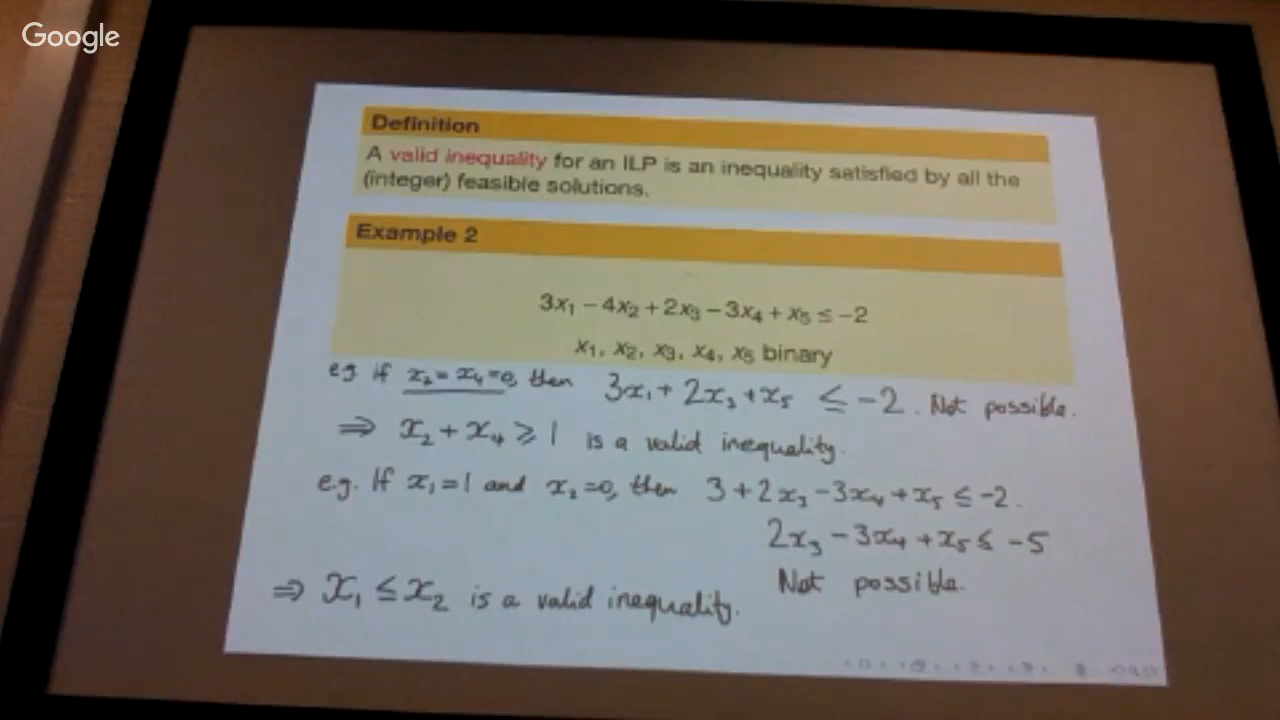 Google
Definition
A valid inequality for an ILP is an inequality satisfied by all the
(integer) feasible solutions.
Example 2
3x₁ − 4x₂ + 2x₃ − 3x₄ + x₅ ≤ −2
x₁, x₂, x₃, x₄, x₅ binary
e.g. if x₂ = x₄ = 0, then 3x₁ + 2x₃ + x₅ ≤ −2. Not possible.
⇒ x₂ + x₄ ≥ 1 is a valid inequality.
e.g. If x₁ = 1 and x₂ = 0, then 3 + 2x₃ − 3x₄ + x₅ ≤ −2.
2x₃ − 3x₄ + x₅ ≤ −5
Not possible.
⇒ x₁ ≤ x₂ is a valid inequality.